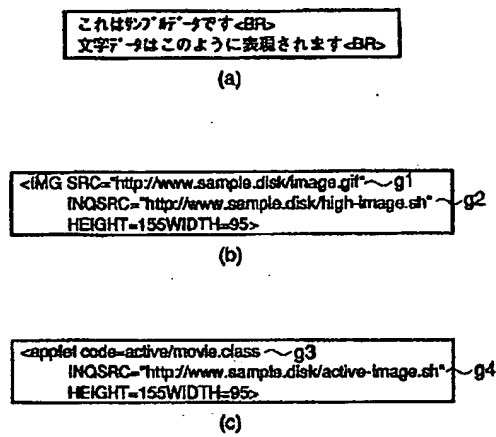 これはｻﾝﾌﾟﾙﾃﾞｰﾀです<BR>
文字ﾃﾞｰﾀはこのように表現されます<BR>
(a)
<IMG SRC="http://www.sample.disk/image.gif" g1
INQSRC="http://www.sample.disk/high-image.sh" g2
HEIGHT=155WIDTH=95>
(b)
<applet code=active/movie.class g3
INQSRC="http://www.sample.disk/active-image.sh" g4
HEIGHT=155WIDTH=95>
(c)